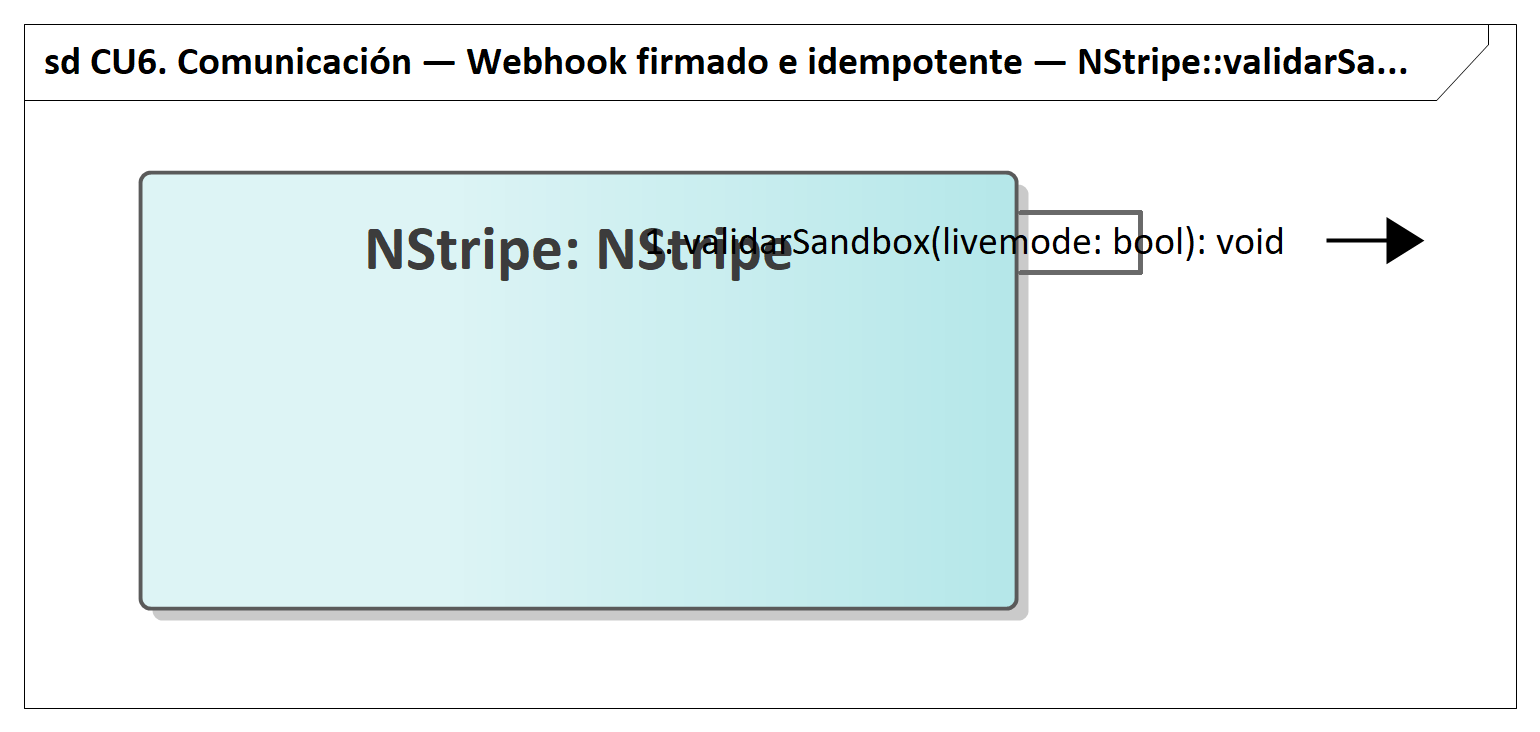 sd CU6. Comunicación — Webhook firmado e idempotente — NStripe::validarSa...
NStripe: NStripe
1. validarSandbox(livemode: bool): void